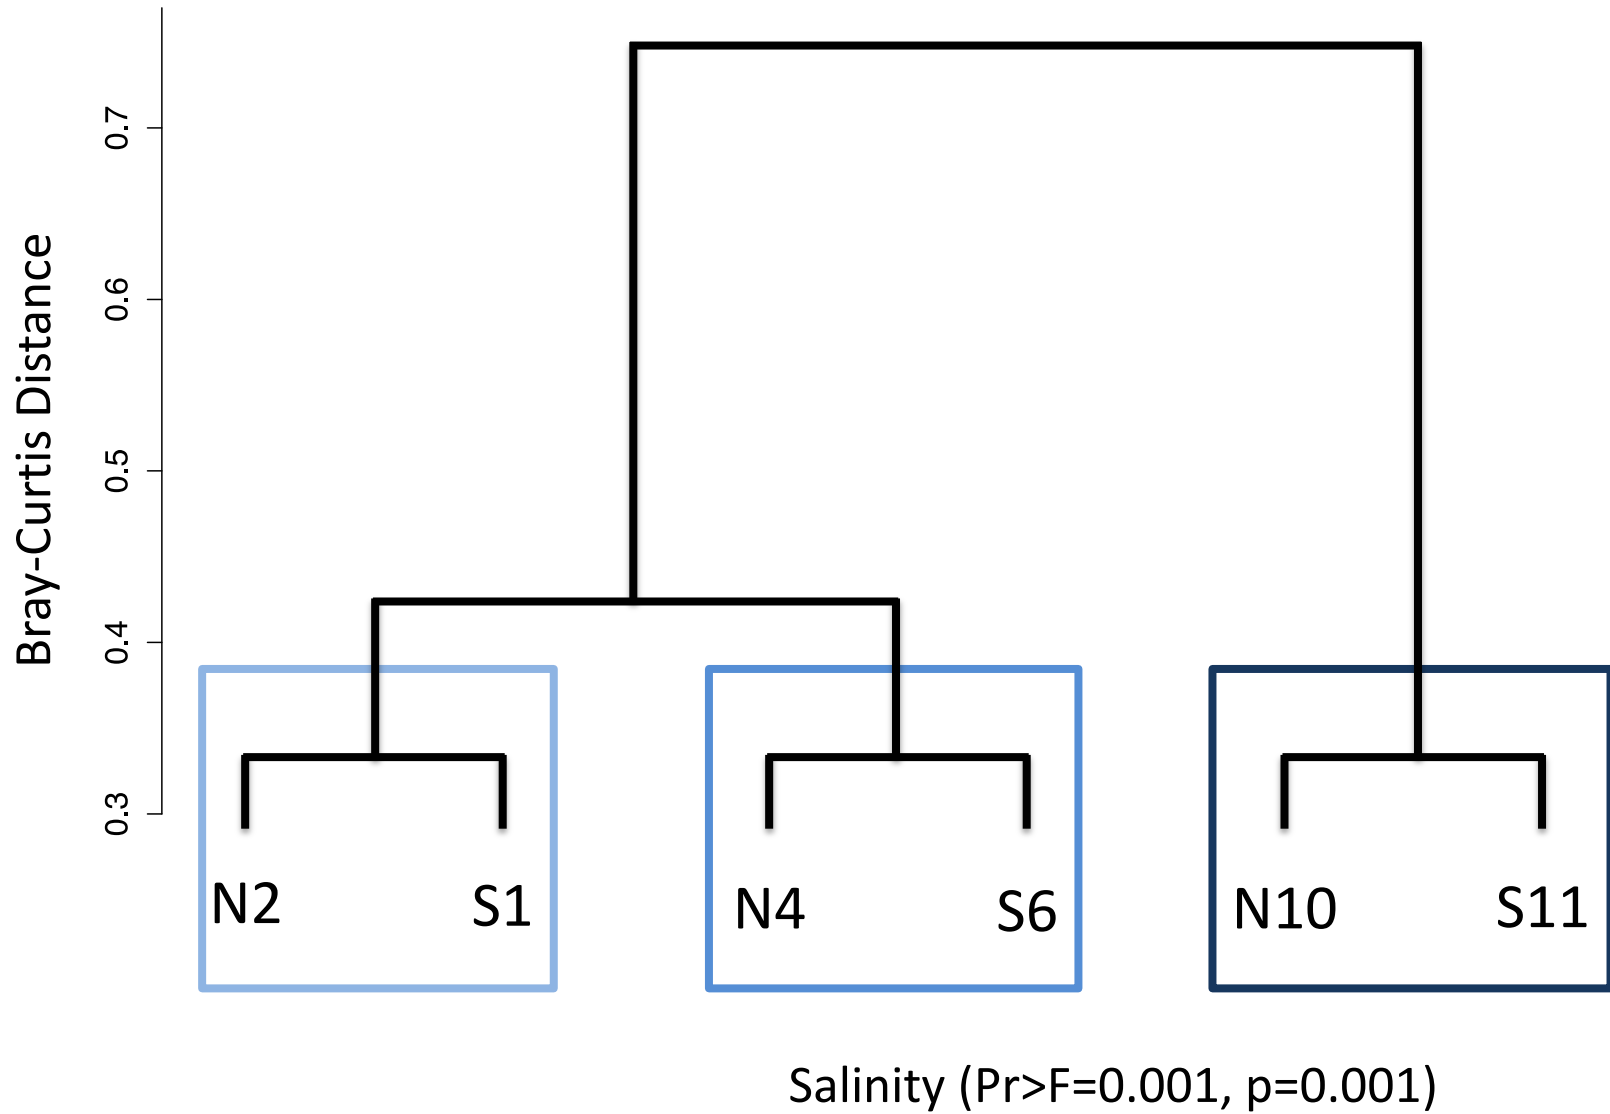 Bray-Curtis Distance
0.7
0.6
0.5
0.4
0.3
N2 S1 N4 S6 N10 S11
Salinity (Pr>F=0.001, p=0.001)